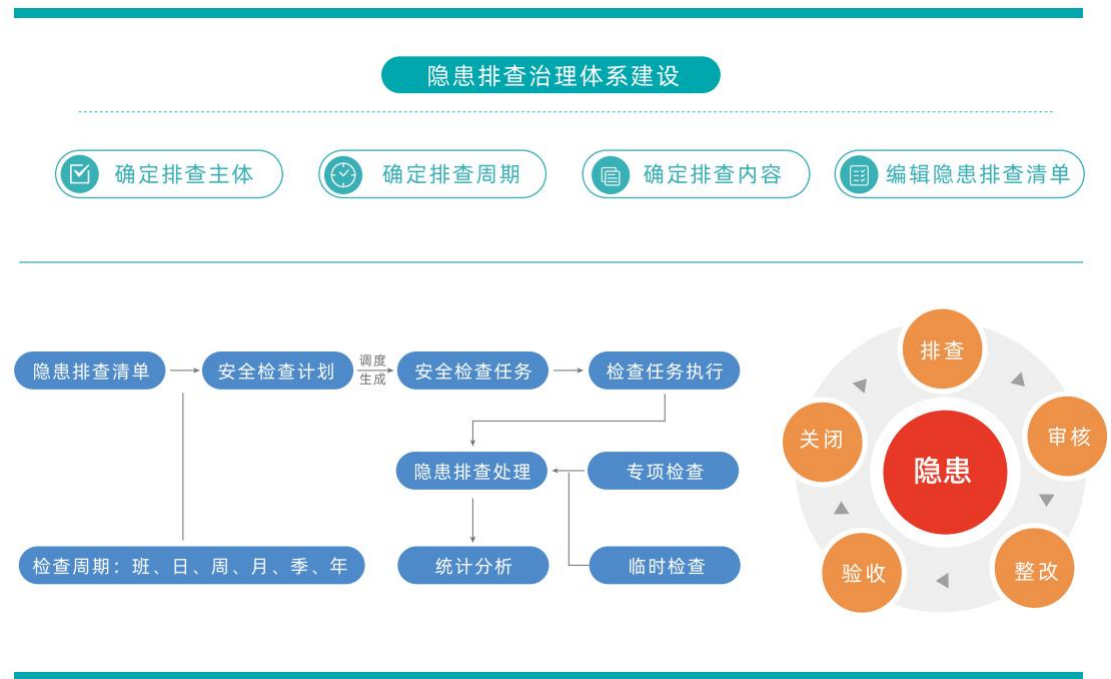 隐患排查治理体系建设
确定排查主体
确定排查周期
确定排查内容
编辑隐患排查清单
隐患排查清单
安全检查计划
调度
生成
安全检查任务
检查任务执行
隐患排查处理
专项检查
检查周期：班、日、周、月、季、年
统计分析
临时检查
排查
审核
整改
验收
关闭
隐患